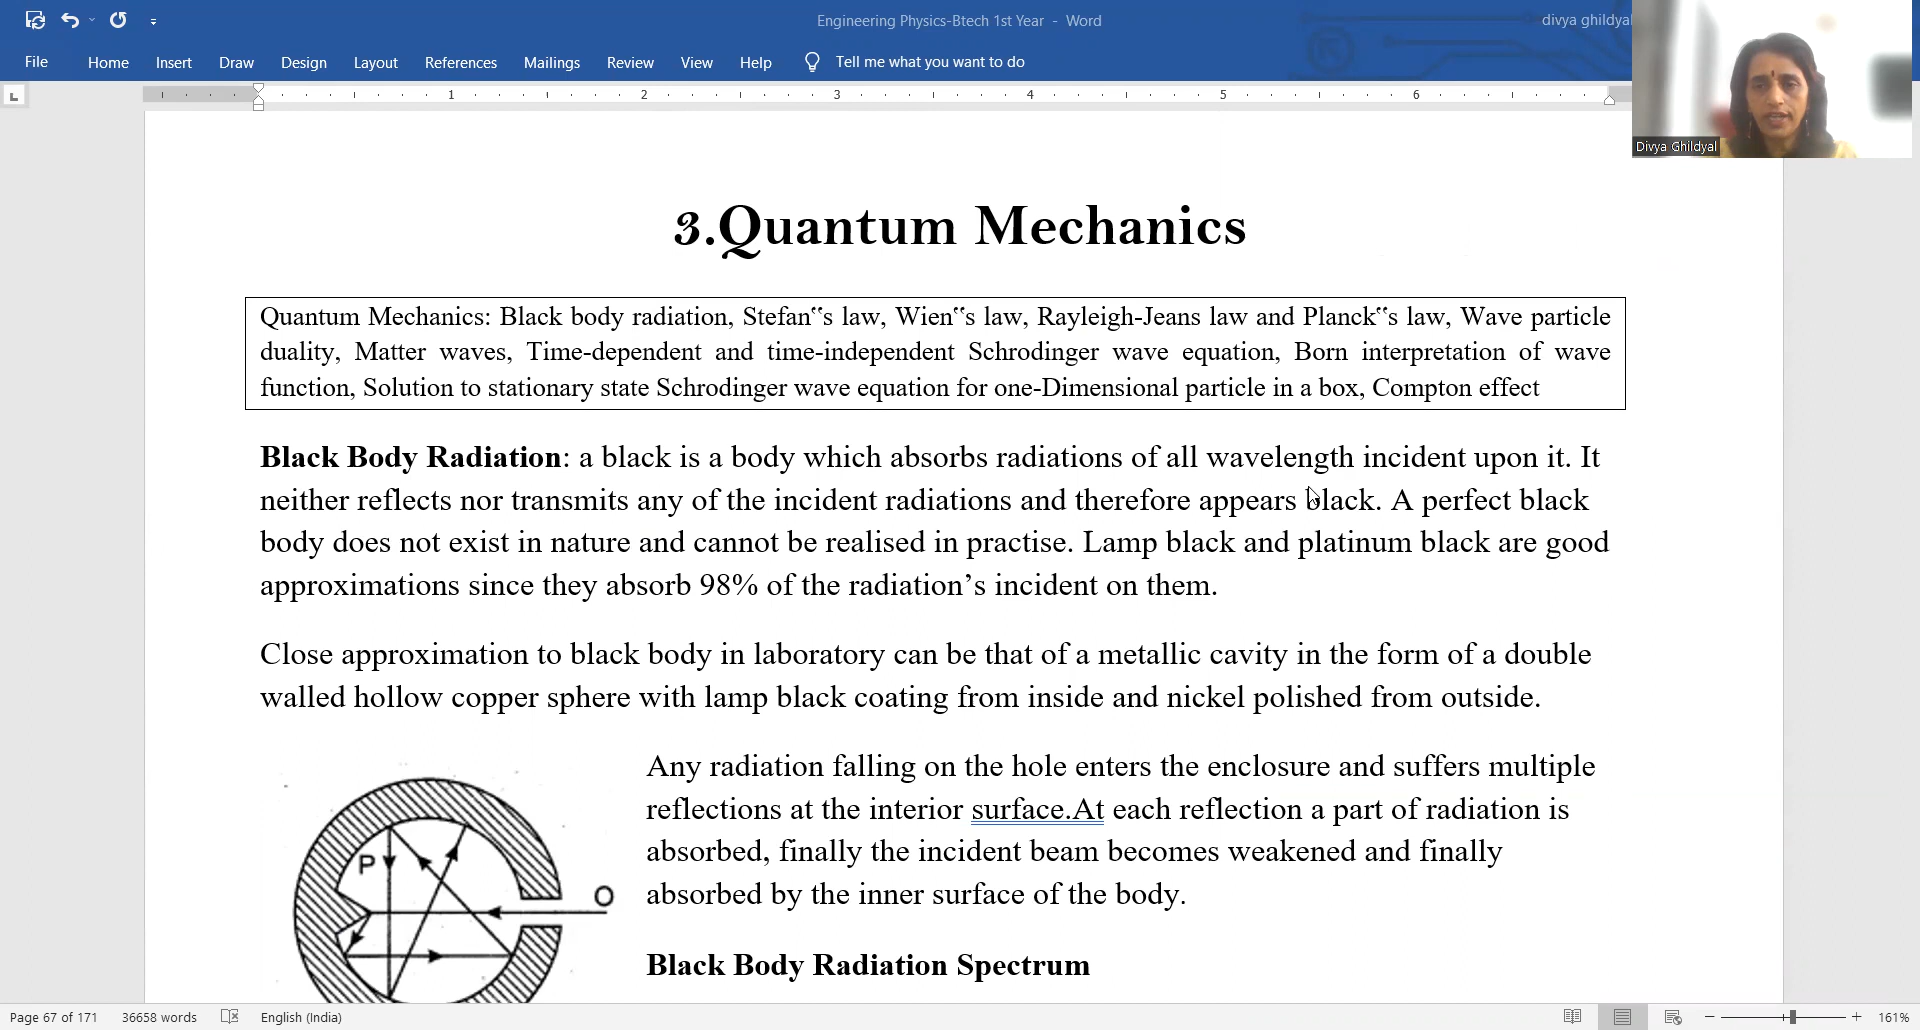 Engineering Physics-Btech 1st Year - Word
divya ghildyal
File Home Insert Draw Design Layout References Mailings Review View Help Tell me what you want to do
1 2 3 4 5 6
Divya Ghildyal
3.Quantum Mechanics
Quantum Mechanics: Black body radiation, Stefan‟s law, Wien‟s law, Rayleigh-Jeans law and Planck‟s law, Wave particle
duality, Matter waves, Time-dependent and time-independent Schrodinger wave equation, Born interpretation of wave
function, Solution to stationary state Schrodinger wave equation for one-Dimensional particle in a box, Compton effect
Black Body Radiation: a black is a body which absorbs radiations of all wavelength incident upon it. It
neither reflects nor transmits any of the incident radiations and therefore appears black. A perfect black
body does not exist in nature and cannot be realised in practise. Lamp black and platinum black are good
approximations since they absorb 98% of the radiation’s incident on them.
Close approximation to black body in laboratory can be that of a metallic cavity in the form of a double
walled hollow copper sphere with lamp black coating from inside and nickel polished from outside.
Any radiation falling on the hole enters the enclosure and suffers multiple
reflections at the interior surface.At each reflection a part of radiation is
absorbed, finally the incident beam becomes weakened and finally
absorbed by the inner surface of the body.
P
O
Black Body Radiation Spectrum
Page 67 of 171 36658 words English (India) 161%